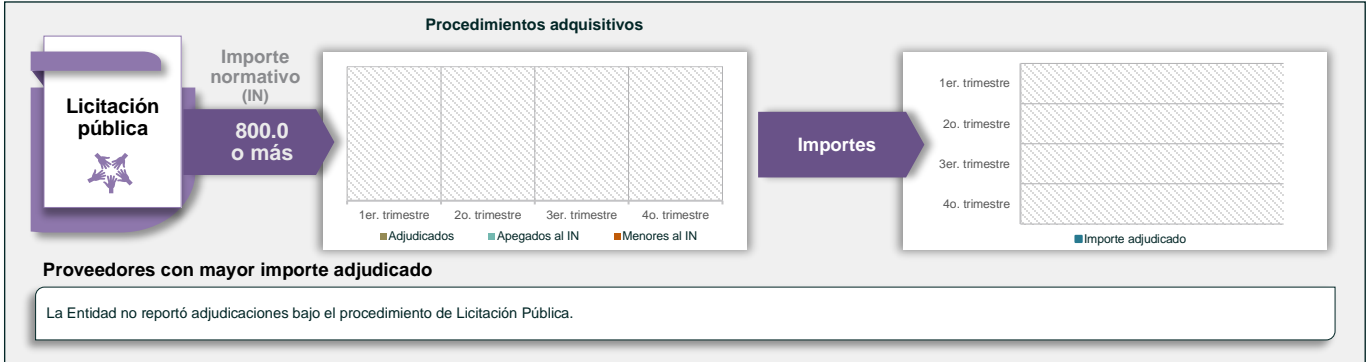 Procedimientos adquisitivos
Licitación
pública
Importe
normativo
(IN)
800.0
o más
1er. trimestre
2o. trimestre
3er. trimestre
4o. trimestre
Adjudicados
Apegados al IN
Menores al IN
Importes
1er. trimestre
2o. trimestre
3er. trimestre
4o. trimestre
Importe adjudicado
Proveedores con mayor importe adjudicado
La Entidad no reportó adjudicaciones bajo el procedimiento de Licitación Pública.